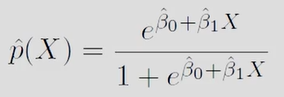 p̂(X) = e^{β̂₀+β̂₁X} / (1 + e^{β̂₀+β̂₁X})